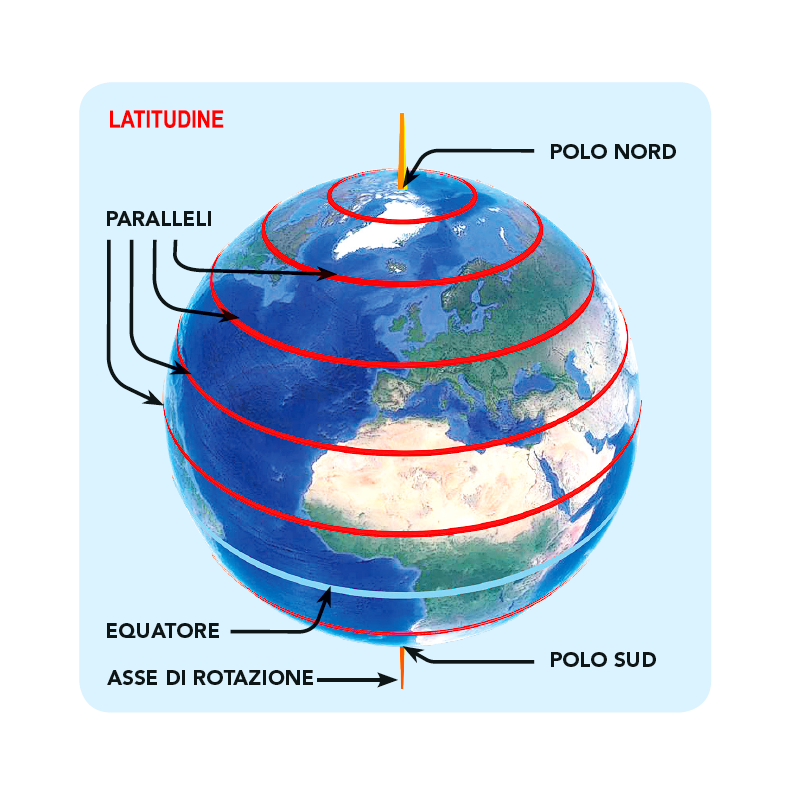 LATITUDINE
POLO NORD
PARALLELI
EQUATORE
POLO SUD
ASSE DI ROTAZIONE